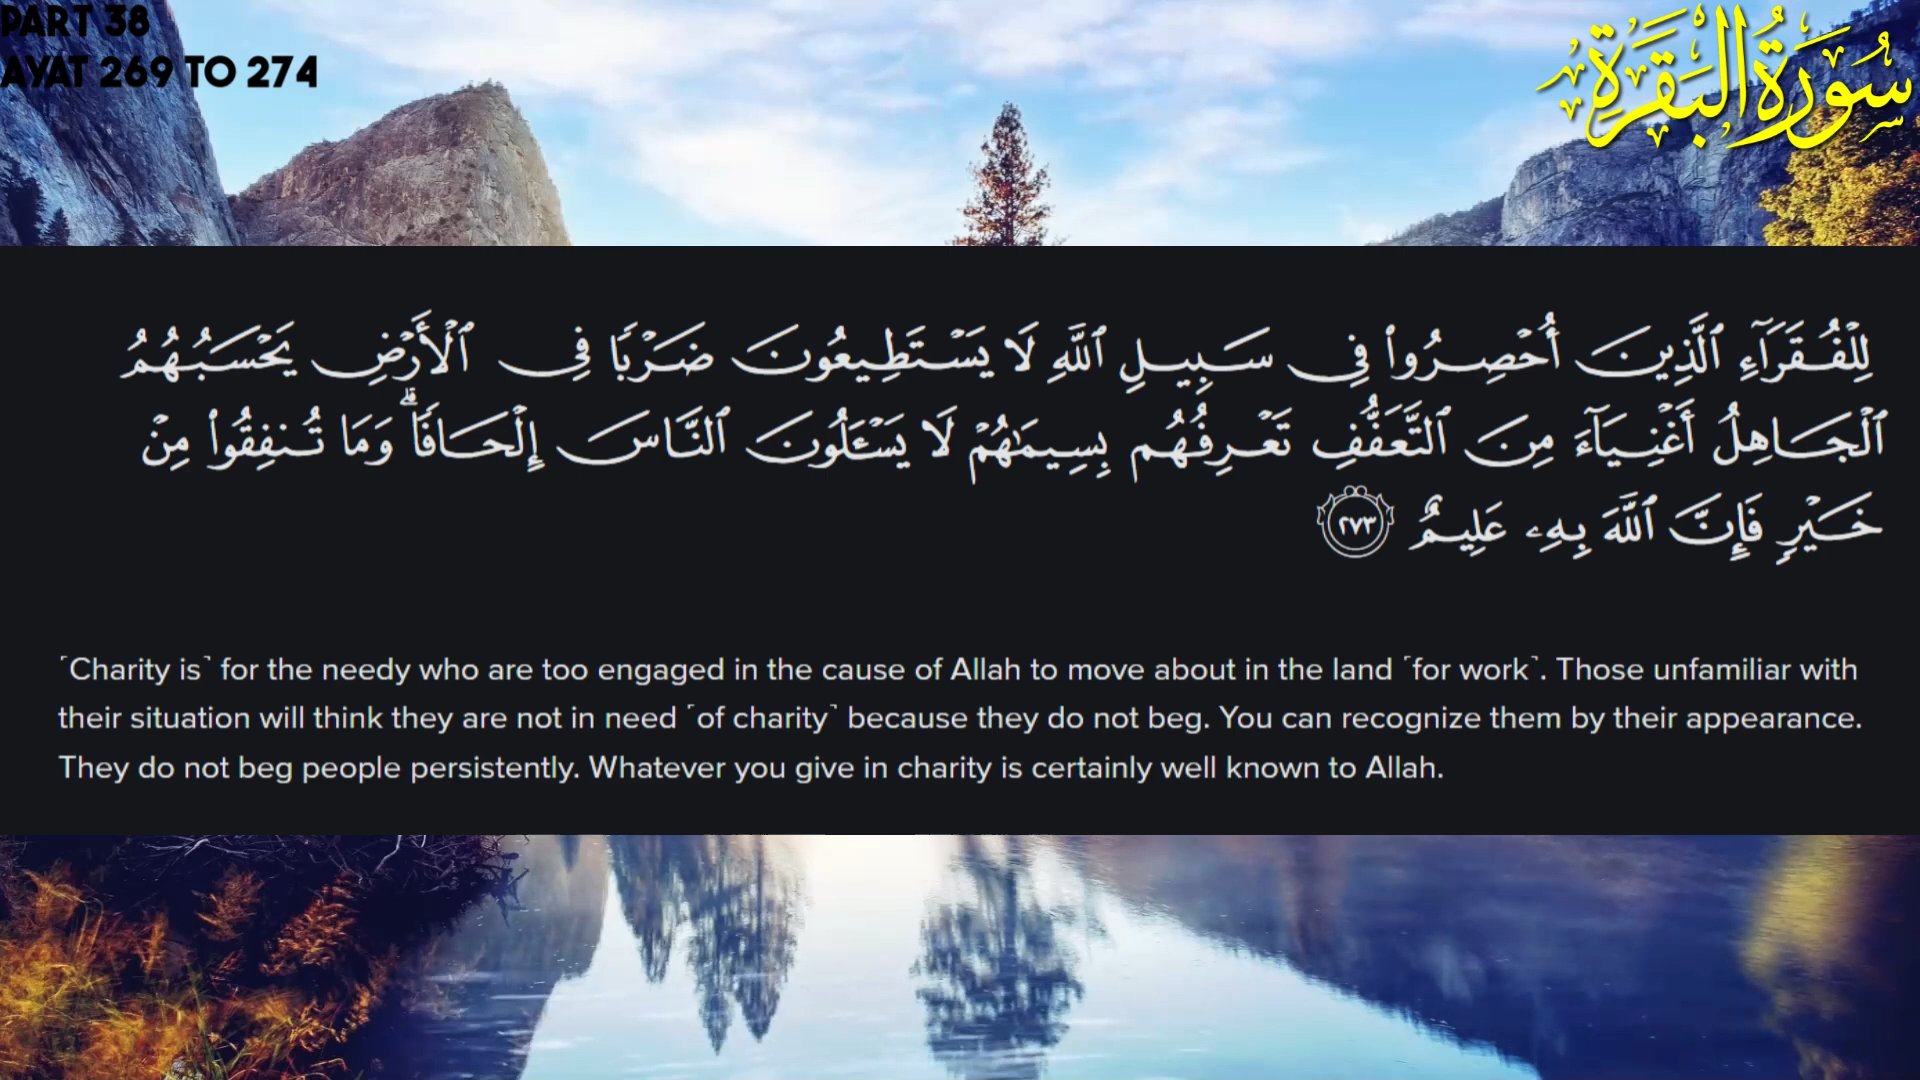 PART 38
AYAT 269 TO 274
سُورَةُ الْبَقَرَةِ
لِلْفُقَرَآءِ ٱلَّذِينَ أُحْصِرُوا۟ فِى سَبِيلِ ٱللَّهِ لَا يَسْتَطِيعُونَ ضَرْبًا فِى ٱلْأَرْضِ يَحْسَبُهُمُ
ٱلْجَاهِلُ أَغْنِيَآءَ مِنَ ٱلتَّعَفُّفِ تَعْرِفُهُم بِسِيمَـٰهُمْ لَا يَسْـَٔلُونَ ٱلنَّاسَ إِلْحَافًا ۗ وَمَا تُنفِقُوا۟ مِنْ
خَيْرٍ فَإِنَّ ٱللَّهَ بِهِۦ عَلِيمٌ ٢٧٣
˹Charity is˺ for the needy who are too engaged in the cause of Allah to move about in the land ˹for work˺. Those unfamiliar with
their situation will think they are not in need ˹of charity˺ because they do not beg. You can recognize them by their appearance.
They do not beg people persistently. Whatever you give in charity is certainly well known to Allah.